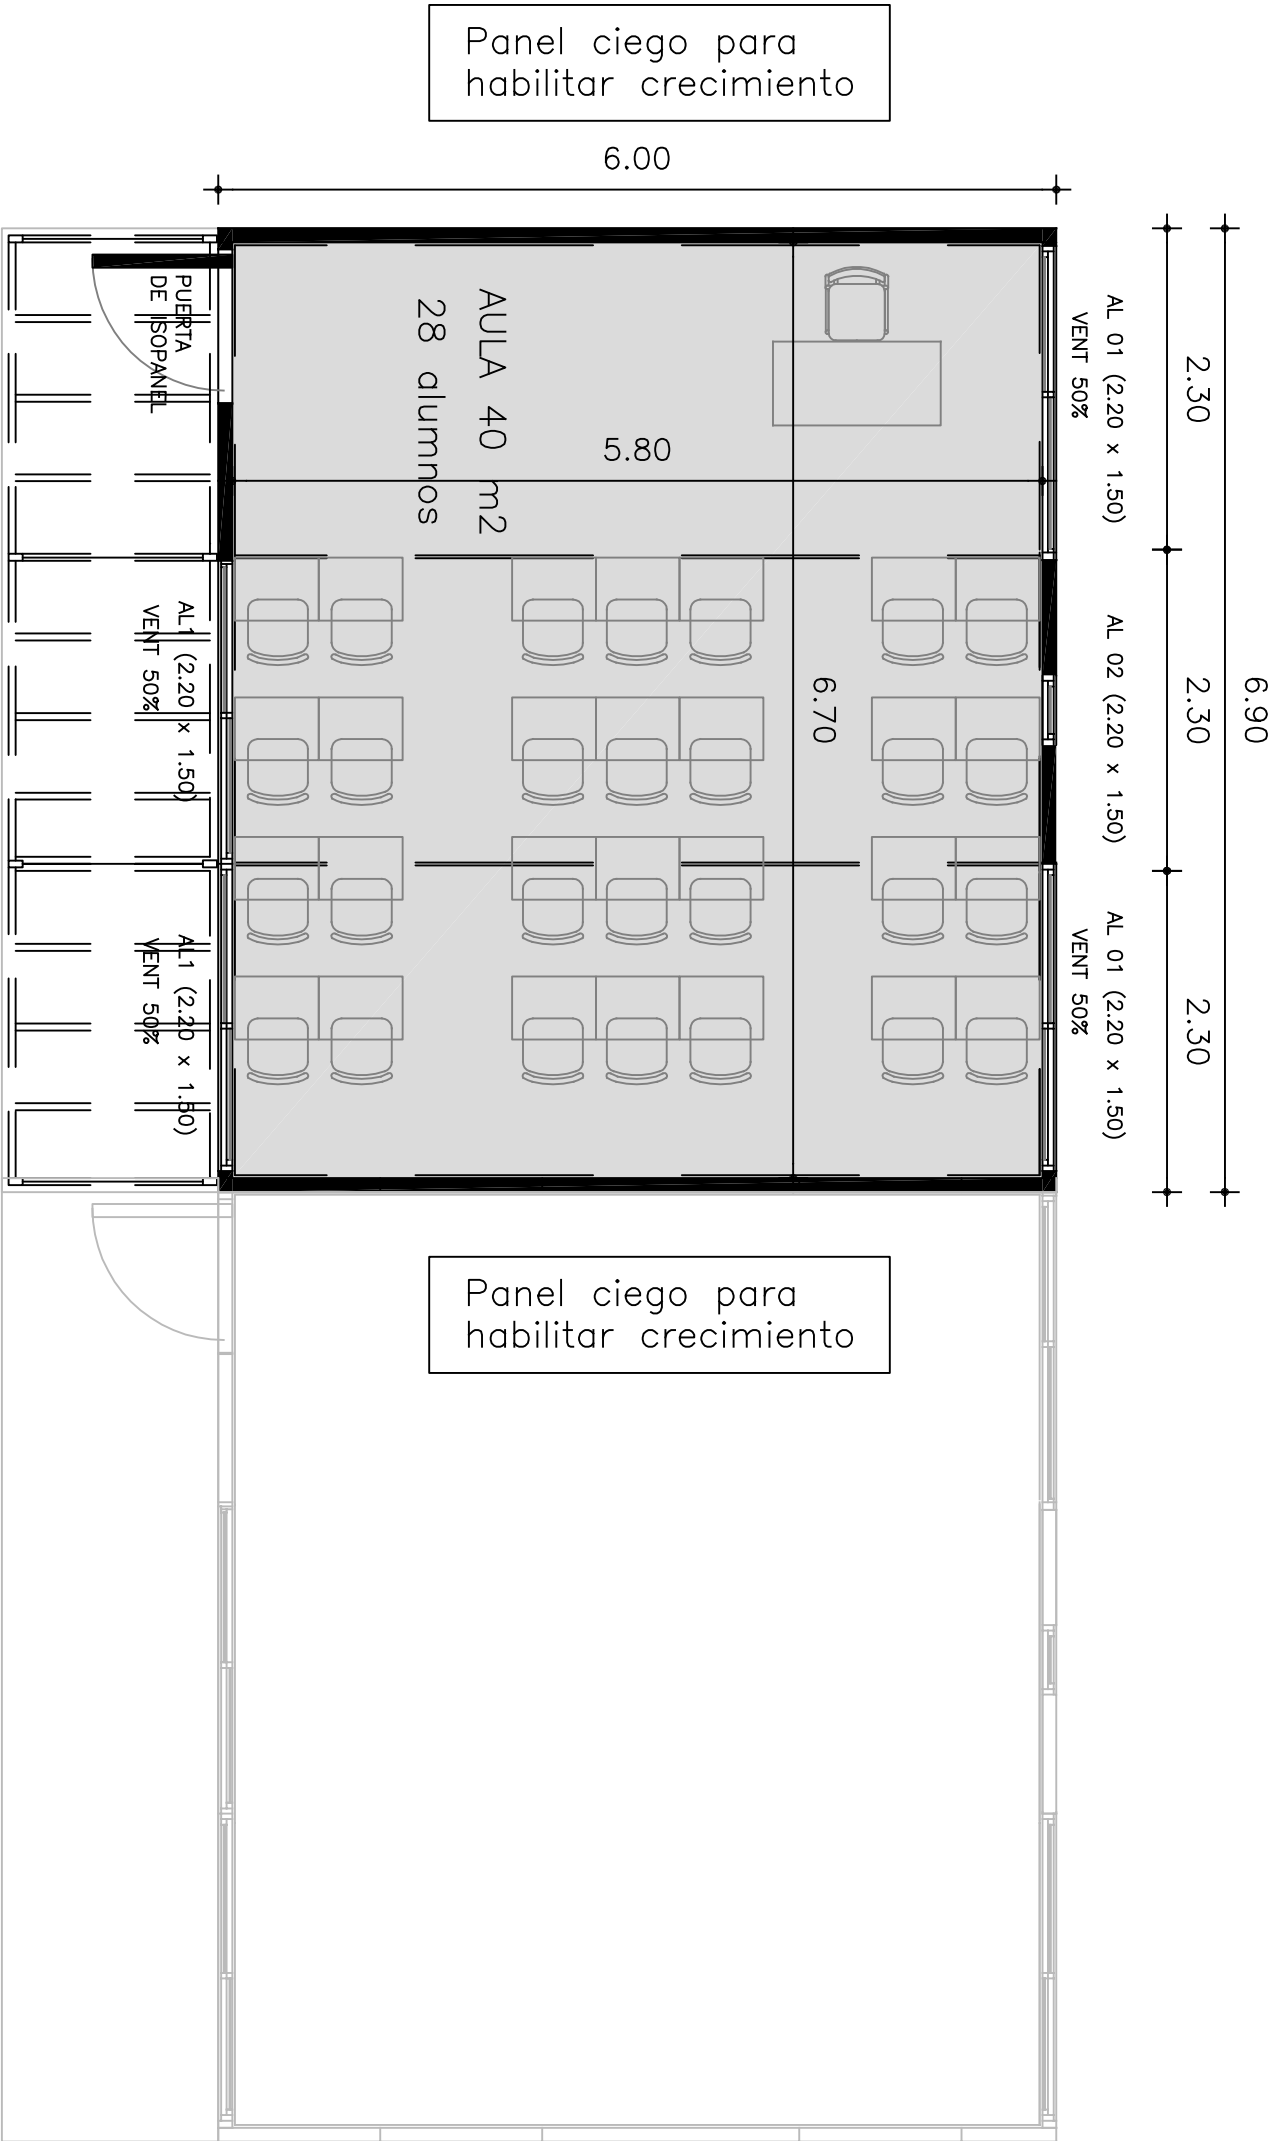 Panel ciego para
habilitar crecimiento
6.00
PUERTA
DE ISOPANEL
AULA 40 m2
28 alumnos
5.80
6.70
AL 01 (2.20 x 1.50)
VENT 50%
2.30
AL1 (2.20 x 1.50)
VENT 50%
AL 02 (2.20 x 1.50)
2.30
6.90
AL1 (2.20 x 1.50)
VENT 50%
AL 01 (2.20 x 1.50)
VENT 50%
2.30
Panel ciego para
habilitar crecimiento